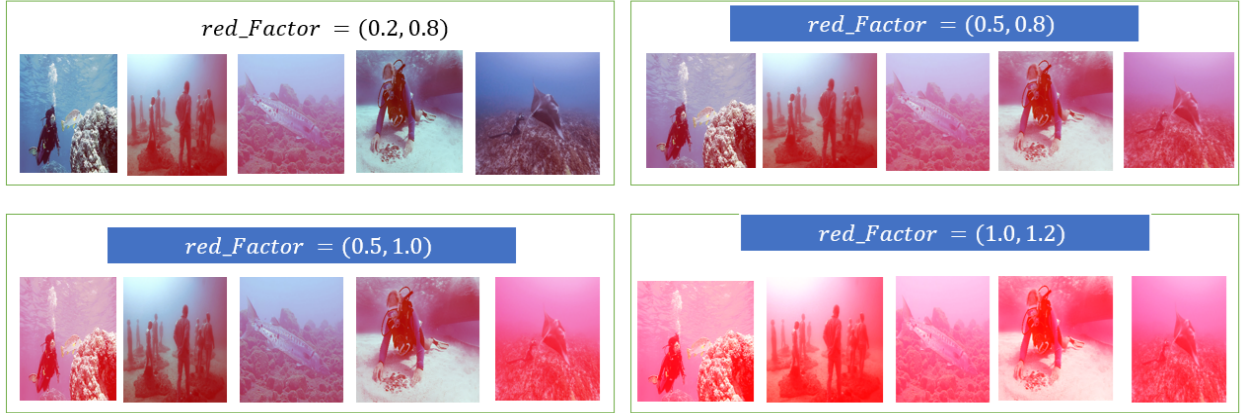 red_Factor = (0.2, 0.8)
red_Factor = (0.5, 0.8)
red_Factor = (0.5, 1.0)
red_Factor = (1.0, 1.2)